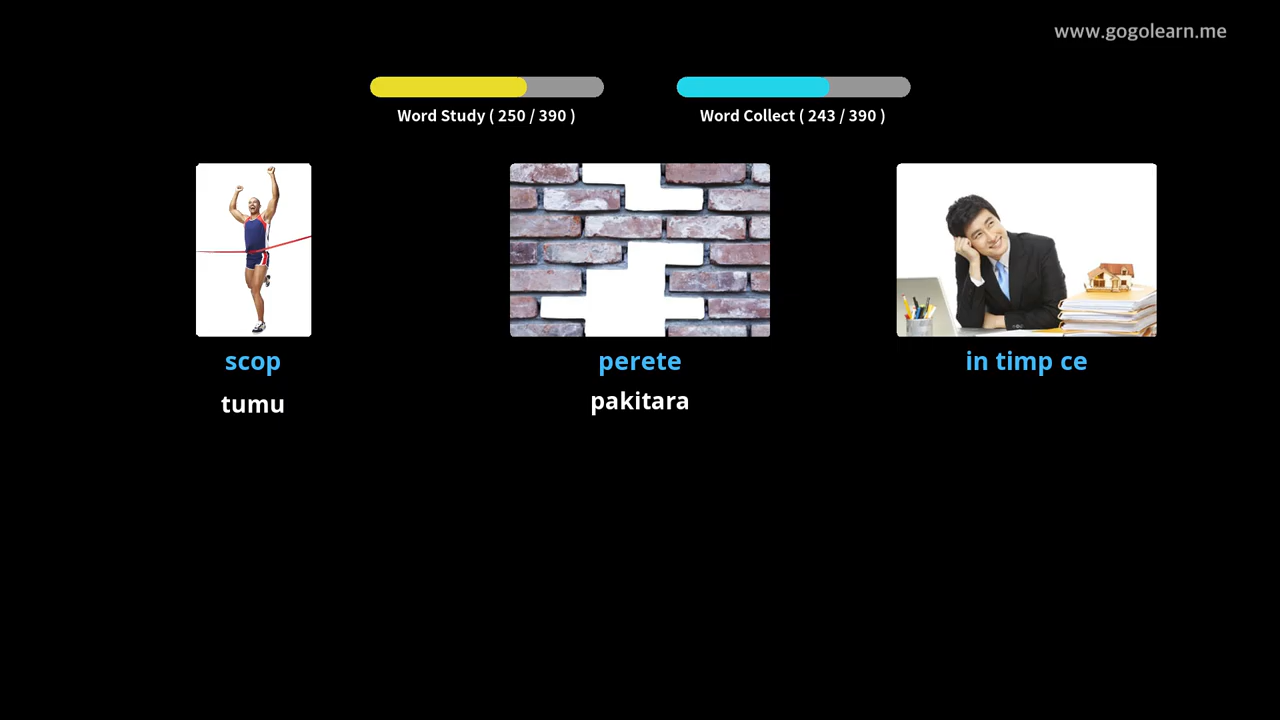 www.gogolearn.me
Word Study ( 250 / 390 )
Word Collect ( 243 / 390 )
scop
perete
in timp ce
tumu
pakitara